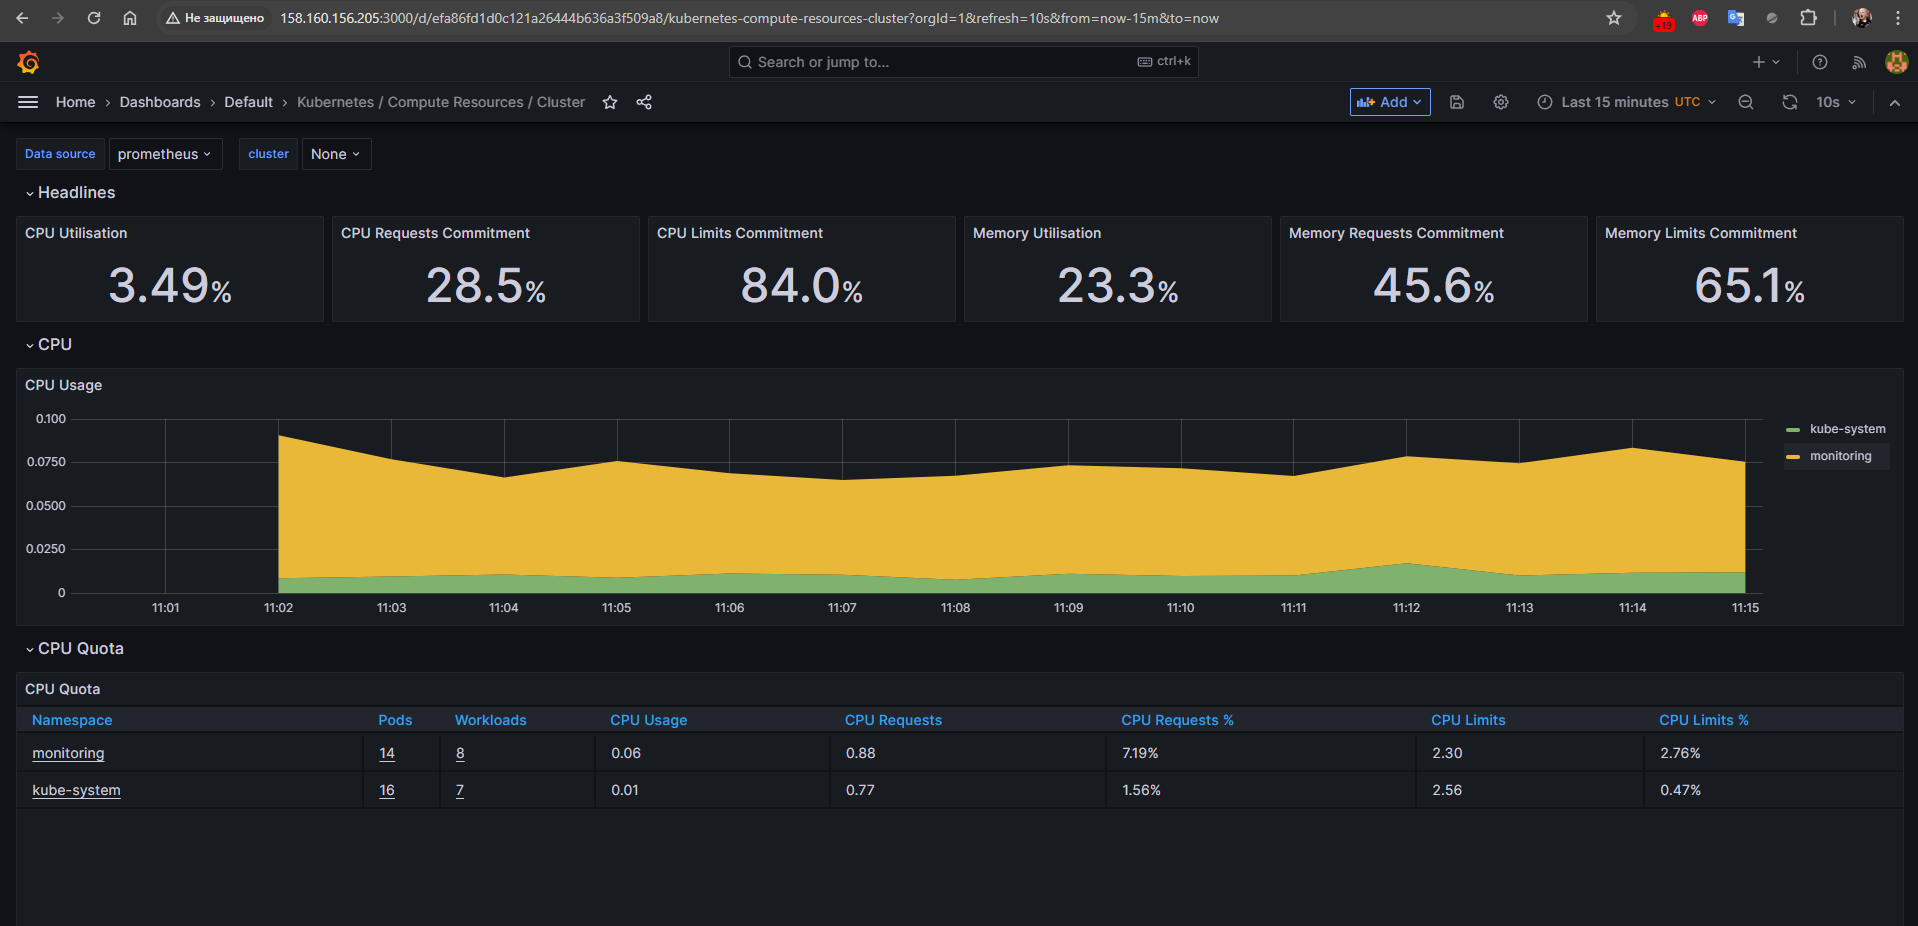 Не защищено 158.160.156.205:3000/d/efa86fd1d0c121a26444b636a3f509a8/kubernetes-compute-resources-cluster?orgId=1&refresh=10s&from=now-15m&to=now +19 ABP
Search or jump to... ctrl+k
Home › Dashboards › Default › Kubernetes / Compute Resources / Cluster Add Last 15 minutes UTC 10s
Data source prometheus cluster None
Headlines
CPU Utilisation CPU Requests Commitment CPU Limits Commitment Memory Utilisation Memory Requests Commitment Memory Limits Commitment
3.49% 28.5% 84.0% 23.3% 45.6% 65.1%
CPU
CPU Usage
0.100
0.0750
0.0500
0.0250
0
11:01 11:02 11:03 11:04 11:05 11:06 11:07 11:08 11:09 11:10 11:11 11:12 11:13 11:14 11:15
kube-system
monitoring
CPU Quota
CPU Quota
Namespace Pods Workloads CPU Usage CPU Requests CPU Requests % CPU Limits CPU Limits %
monitoring 14 8 0.06 0.88 7.19% 2.30 2.76%
kube-system 16 7 0.01 0.77 1.56% 2.56 0.47%